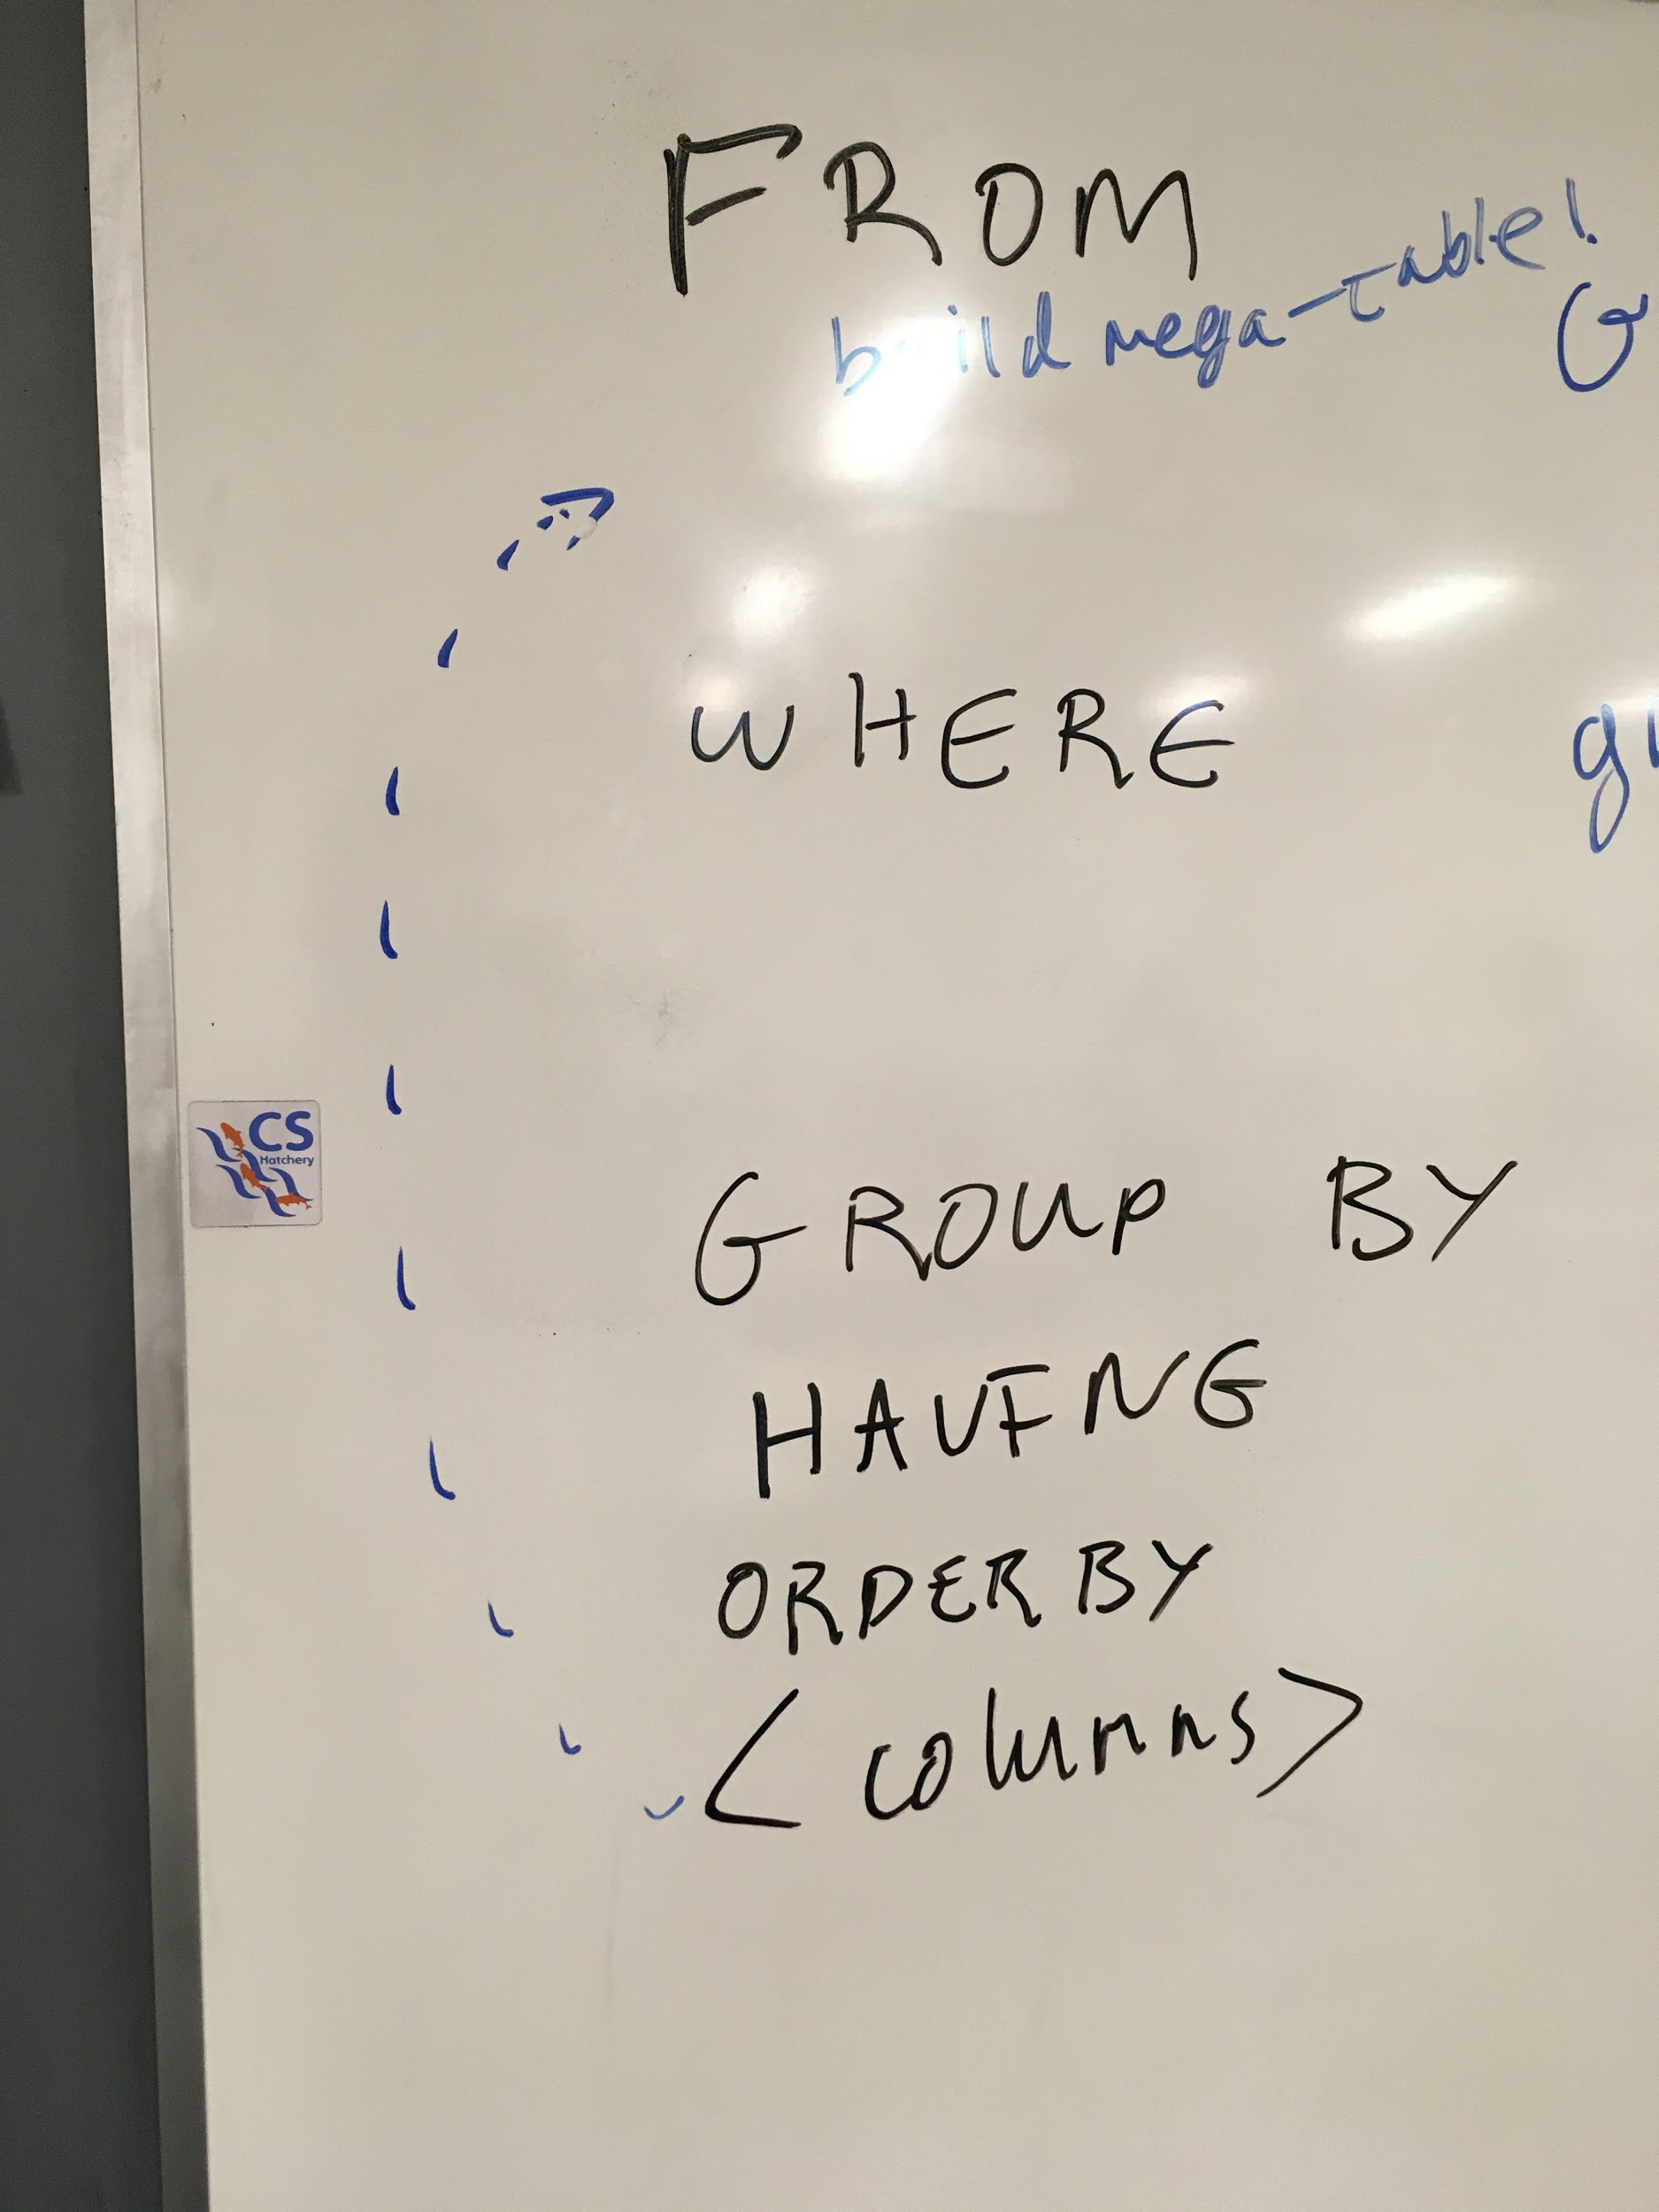 FROM
build mega-table!
WHERE
CS
Hatchery
GROUP BY
HAVING
ORDER BY
<columns>